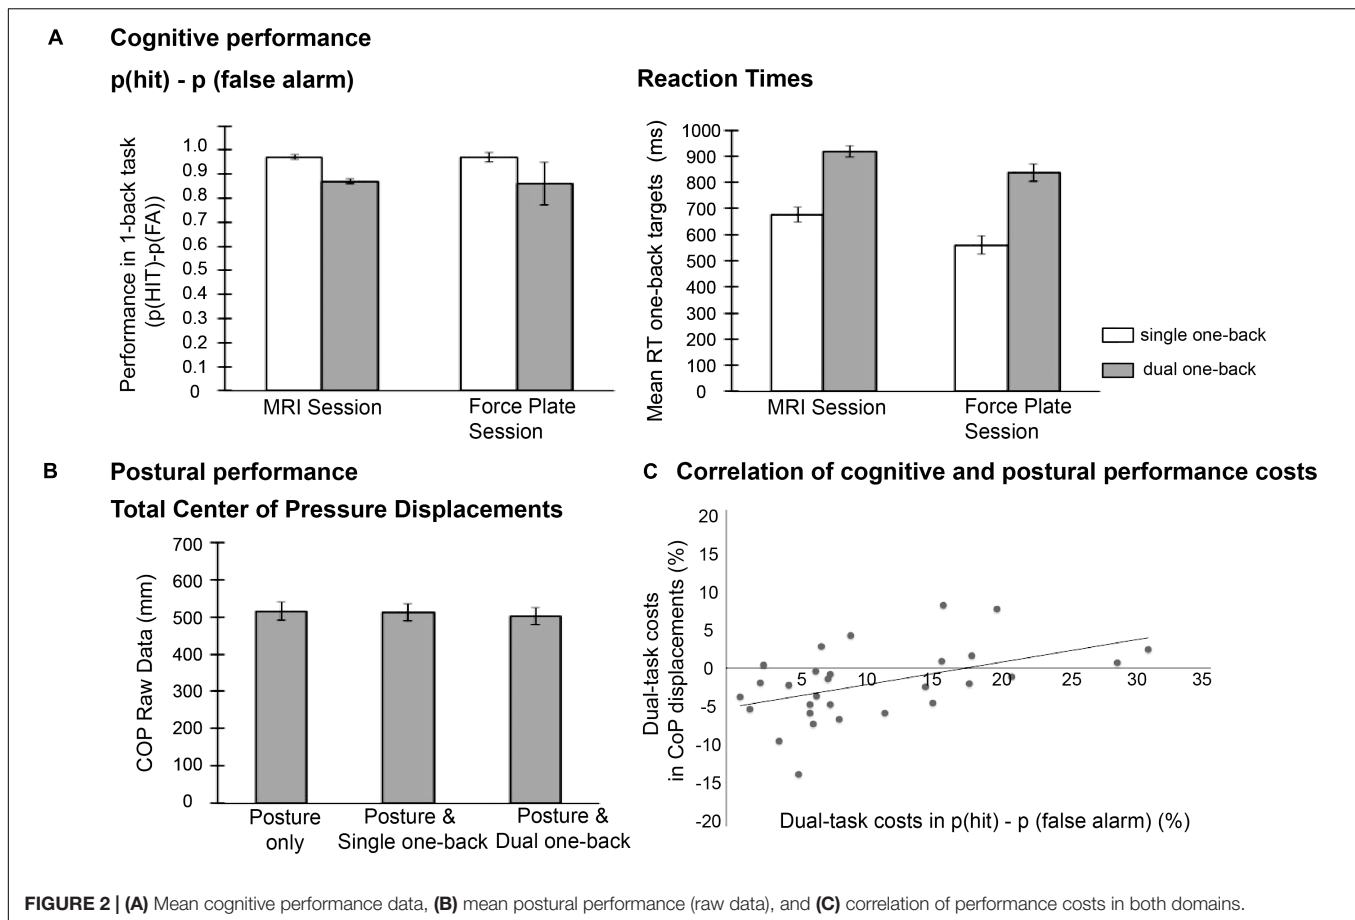 A Cognitive performance
p(hit) - p (false alarm)
Performance in 1-back task
(p(HIT)-p(FA))
1.0
0.9
0.8
0.7
0.6
0.5
0.4
0.3
0.2
0.1
0
MRI Session
Force Plate
Session
Reaction Times
Mean RT one-back targets (ms)
1000
900
800
700
600
500
400
300
200
100
0
MRI Session
Force Plate
Session
single one-back
dual one-back
B Postural performance
Total Center of Pressure Displacements
COP Raw Data (mm)
700
600
500
400
300
200
100
0
Posture
only
Posture &
Single one-back
Posture &
Dual one-back
C Correlation of cognitive and postural performance costs
Dual-task costs
in CoP displacements (%)
20
15
10
5
0
-5
-10
-15
-20
5 10 15 20 25 30 35
Dual-task costs in p(hit) - p (false alarm) (%)
FIGURE 2 | (A) Mean cognitive performance data, (B) mean postural performance (raw data), and (C) correlation of performance costs in both domains.